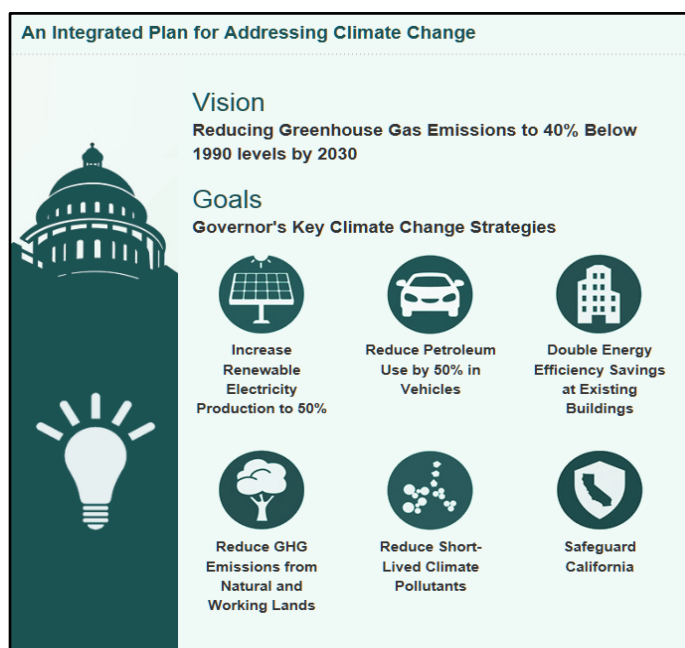 An Integrated Plan for Addressing Climate Change
Vision
Reducing Greenhouse Gas Emissions to 40% Below
1990 levels by 2030
Goals
Governor's Key Climate Change Strategies
Increase
Renewable
Electricity
Production to 50%
Reduce Petroleum
Use by 50% in
Vehicles
Double Energy
Efficiency Savings
at Existing
Buildings
Reduce GHG
Emissions from
Natural and
Working Lands
Reduce Short-
Lived Climate
Pollutants
Safeguard
California